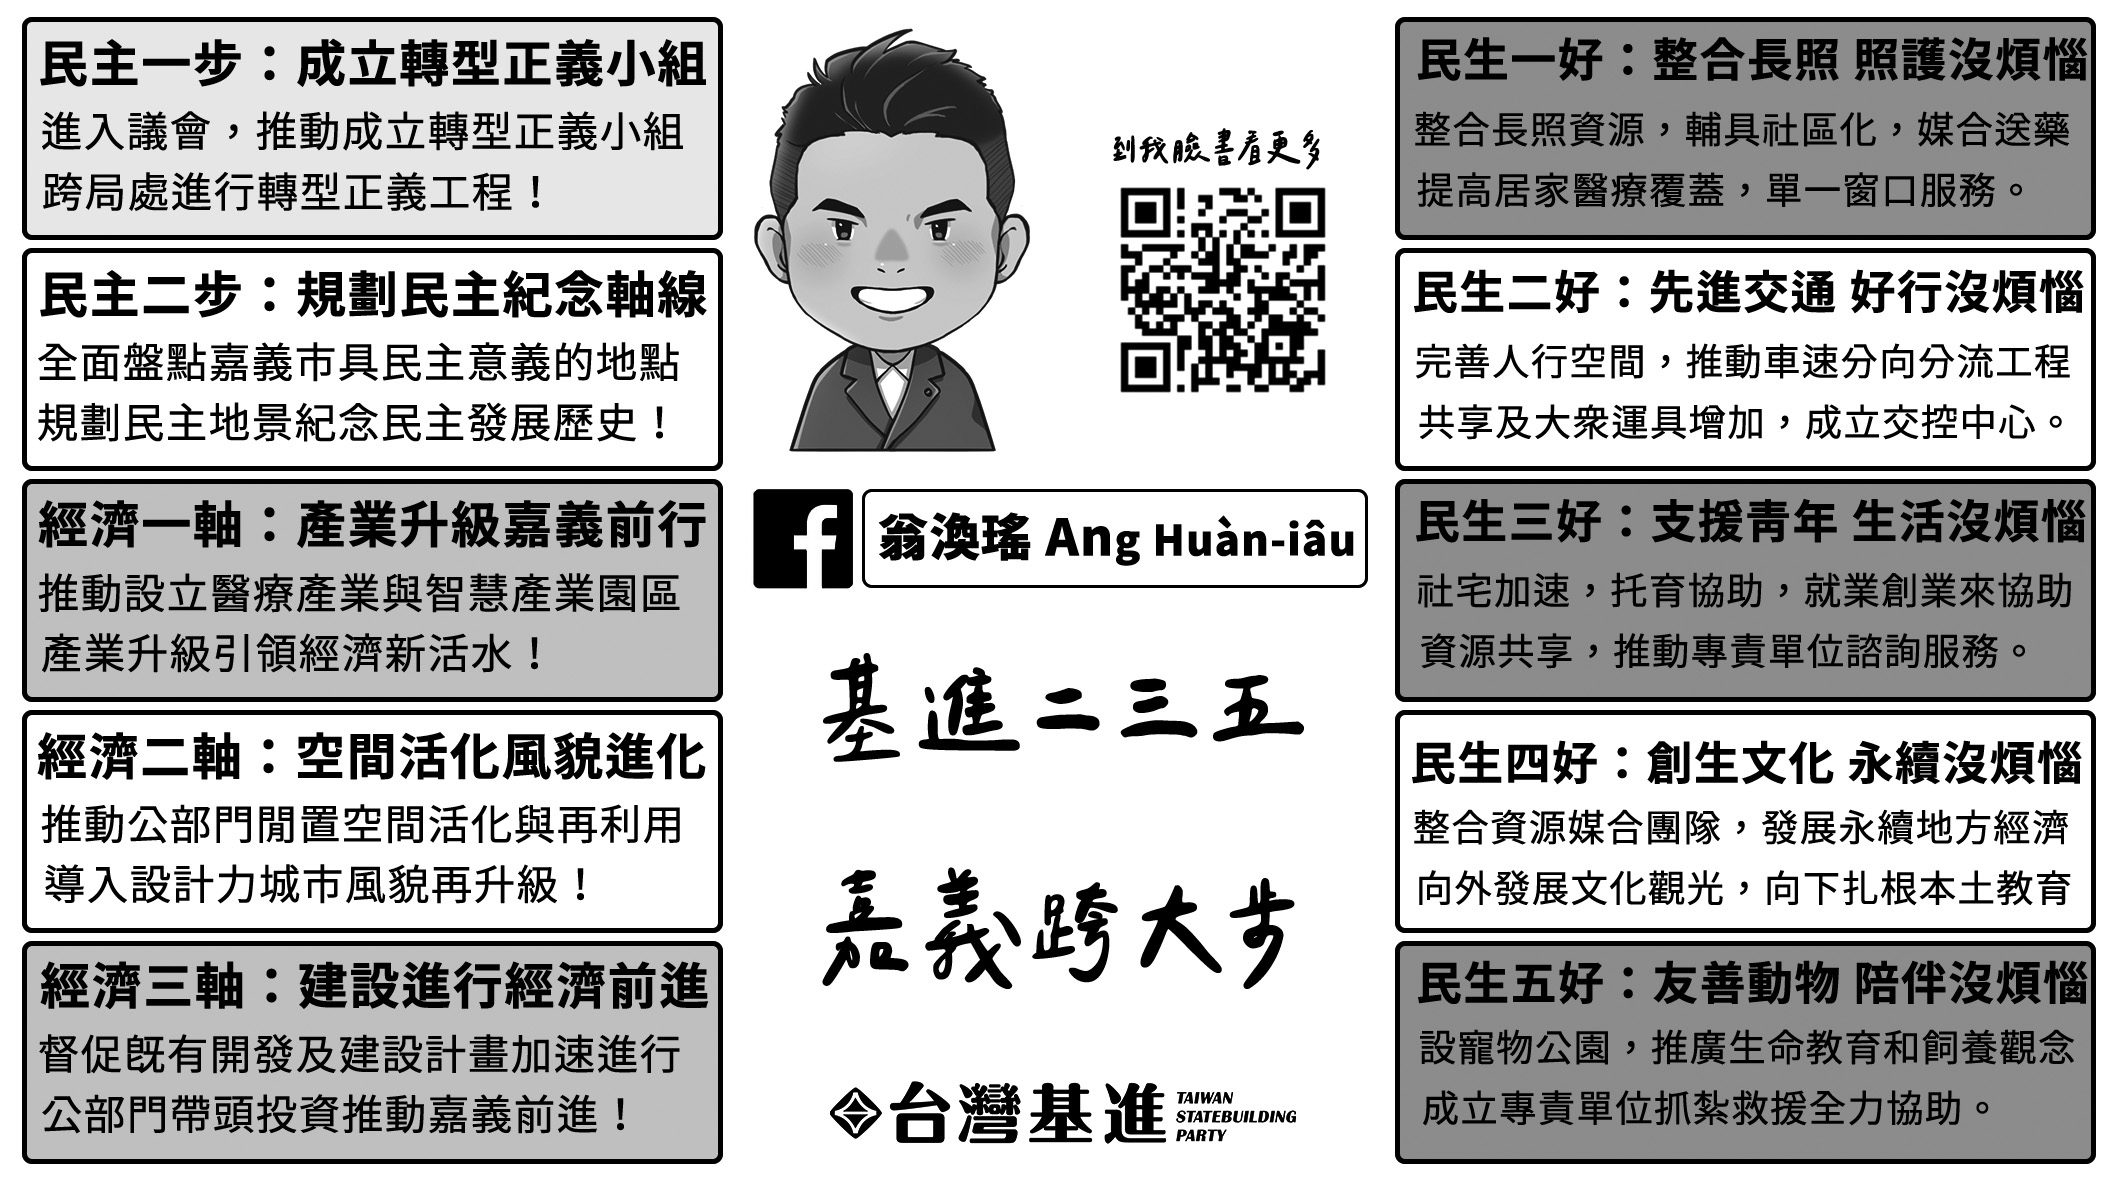 民主一步：成立轉型正義小組
進入議會，推動成立轉型正義小組
跨局處進行轉型正義工程！
民主二步：規劃民主紀念軸線
全面盤點嘉義市具民主意義的地點
規劃民主地景紀念民主發展歷史！
經濟一軸：產業升級嘉義前行
推動設立醫療產業與智慧產業園區
產業升級引領經濟新活水！
經濟二軸：空間活化風貌進化
推動公部門閒置空間活化與再利用
導入設計力城市風貌再升級！
經濟三軸：建設進行經濟前進
督促既有開發及建設計畫加速進行
公部門帶頭投資推動嘉義前進！
到我臉書看更多
翁渙瑤 Ang Huàn-iâu
基進二三五
嘉義跨大步
台灣基進
TAIWAN
STATEBUILDING
PARTY
民生一好：整合長照 照護沒煩惱
整合長照資源，輔具社區化，媒合送藥
提高居家醫療覆蓋，單一窗口服務。
民生二好：先進交通 好行沒煩惱
完善人行空間，推動車速分向分流工程
共享及大眾運具增加，成立交控中心。
民生三好：支援青年 生活沒煩惱
社宅加速，托育協助，就業創業來協助
資源共享，推動專責單位諮詢服務。
民生四好：創生文化 永續沒煩惱
整合資源媒合團隊，發展永續地方經濟
向外發展文化觀光，向下扎根本土教育
民生五好：友善動物 陪伴沒煩惱
設寵物公園，推廣生命教育和飼養觀念
成立專責單位抓紮救援全力協助。